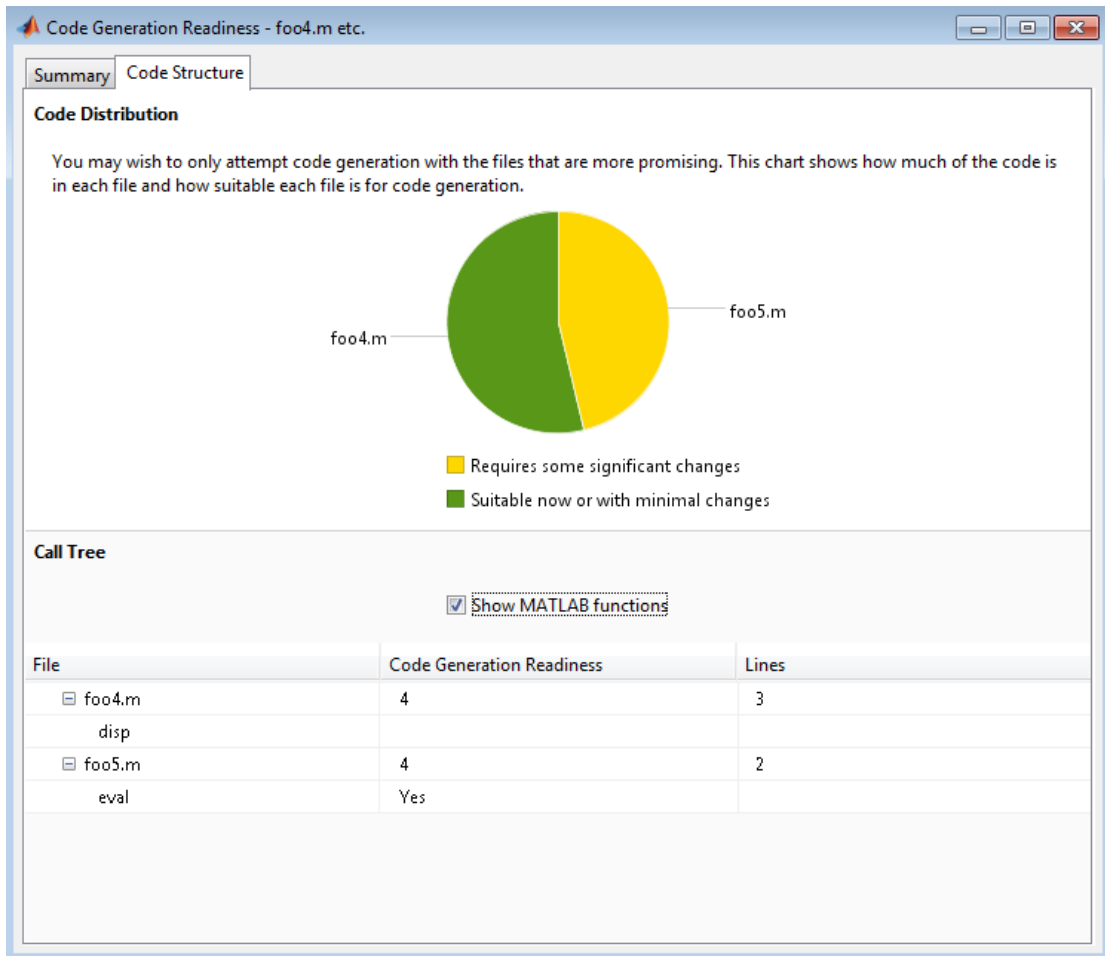 Code Generation Readiness - foo4.m etc.
Summary
Code Structure
Code Distribution
You may wish to only attempt code generation with the files that are more promising. This chart shows how much of the code is
in each file and how suitable each file is for code generation.
foo5.m
foo4.m
Requires some significant changes
Suitable now or with minimal changes
Call Tree
Show MATLAB functions
File Code Generation Readiness Lines
foo4.m 4 3
disp
foo5.m 4 2
eval Yes